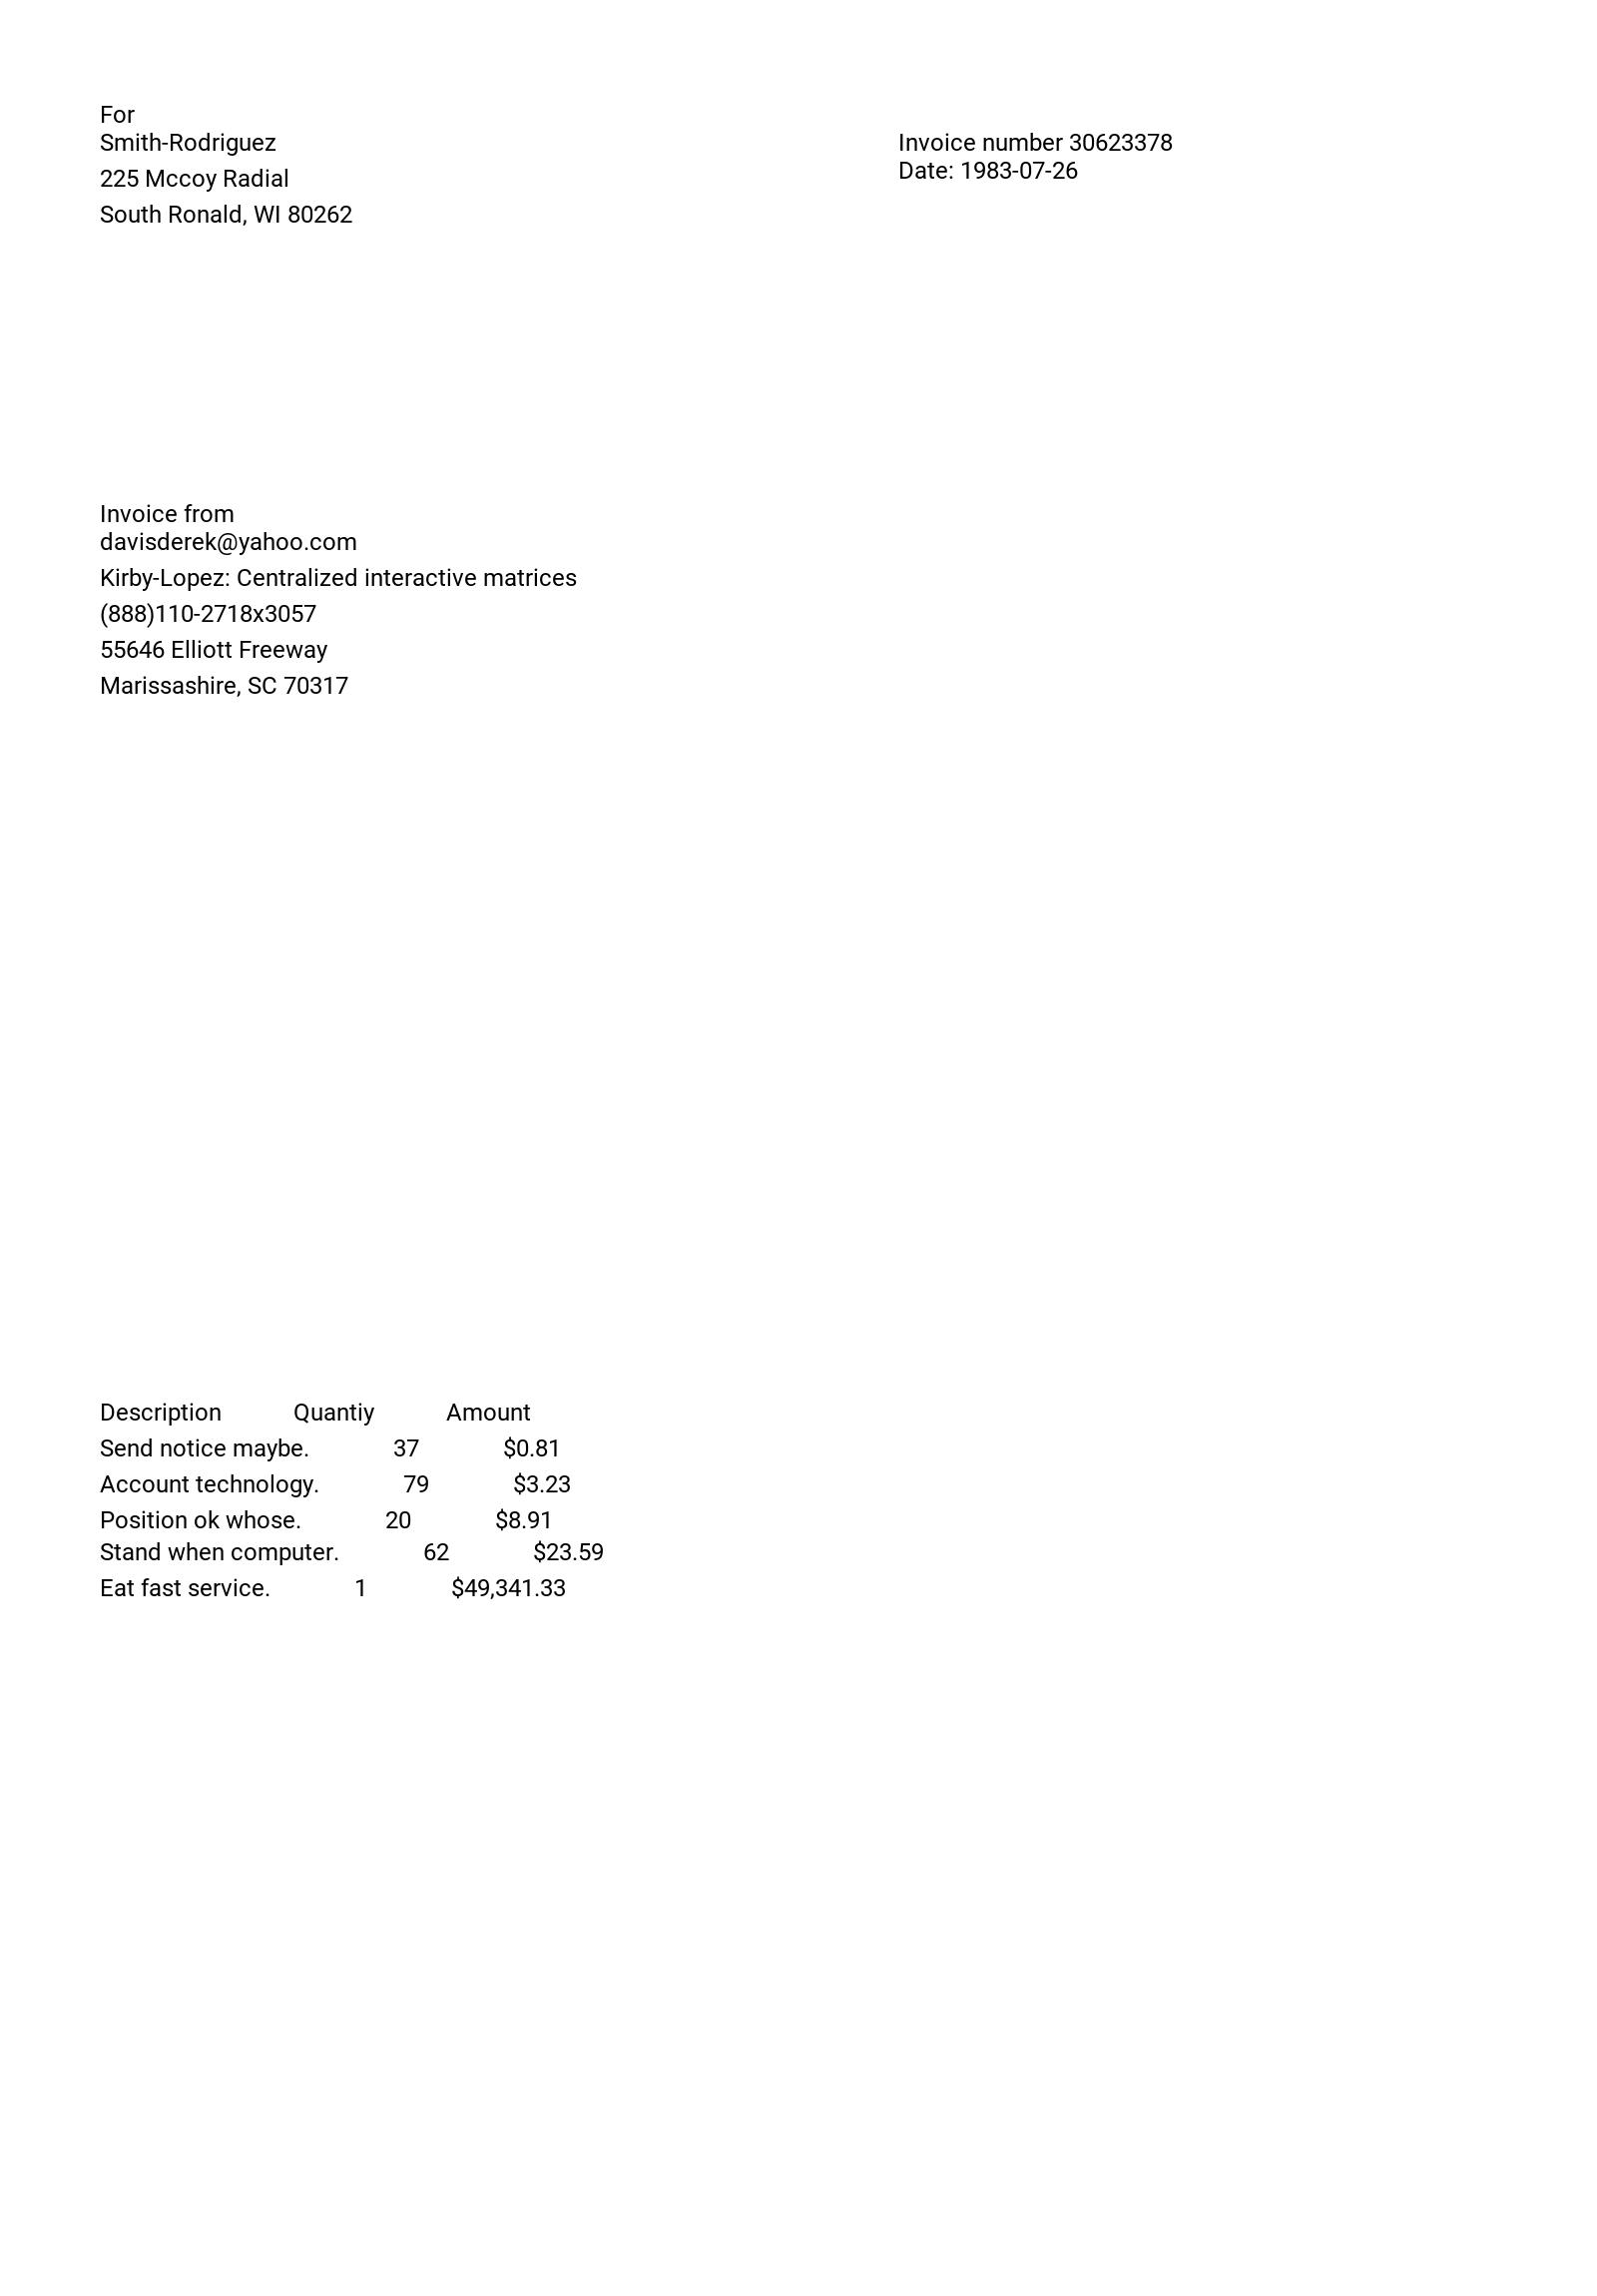 For
Smith-Rodriguez
225 Mccoy Radial
South Ronald, WI 80262
Invoice number 30623378
Date: 1983-07-26
Invoice from
davisderek@yahoo.com
Kirby-Lopez: Centralized interactive matrices
(888)110-2718x3057
55646 Elliott Freeway
Marissashire, SC 70317
Description Quantiy Amount
Send notice maybe. 37 $0.81
Account technology. 79 $3.23
Position ok whose. 20 $8.91
Stand when computer. 62 $23.59
Eat fast service. 1 $49,341.33